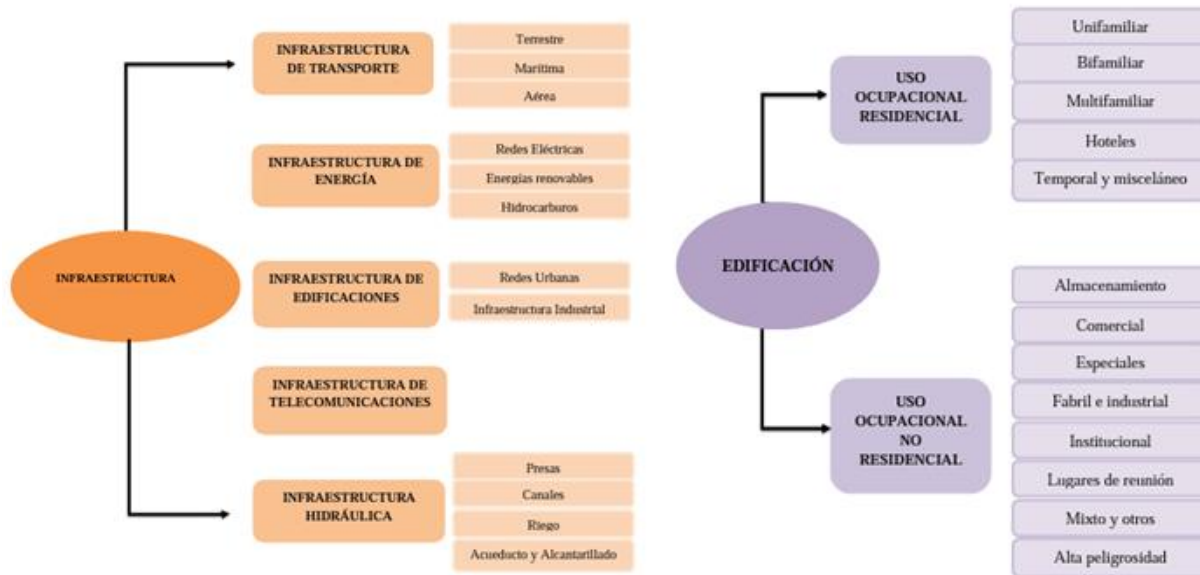 INFRAESTRUCTURA
INFRAESTRUCTURA
DE TRANSPORTE
Terrestre
Marítima
Aérea
INFRAESTRUCTURA DE
ENERGÍA
Redes Eléctricas
Energías renovables
Hidrocarburos
INFRAESTRUCTURA DE
EDIFICACIONES
Redes Urbanas
Infraestructura Industrial
INFRAESTRUCTURA DE
TELECOMUNICACIONES
INFRAESTRUCTURA
HIDRÁULICA
Presas
Canales
Riego
Acueducto y Alcantarillado
EDIFICACIÓN
USO
OCUPACIONAL
RESIDENCIAL
Unifamiliar
Bifamiliar
Multifamiliar
Hoteles
Temporal y misceláneo
USO
OCUPACIONAL
NO
RESIDENCIAL
Almacenamiento
Comercial
Especiales
Fabril e industrial
Institucional
Lugares de reunión
Mixto y otros
Alta peligrosidad